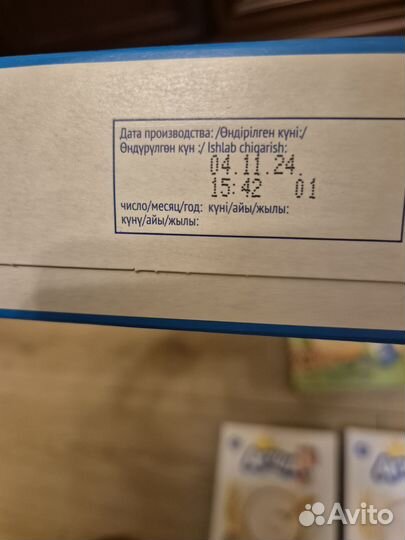 Дата производства: /Өндірілген күні:/
Өндүрүлгөн күн :/ Ishlab chiqarish:
04.11.24
15:42 01
число/месяц/год: күні/айы/жылы:
күнү/айы/жылы:
Avito